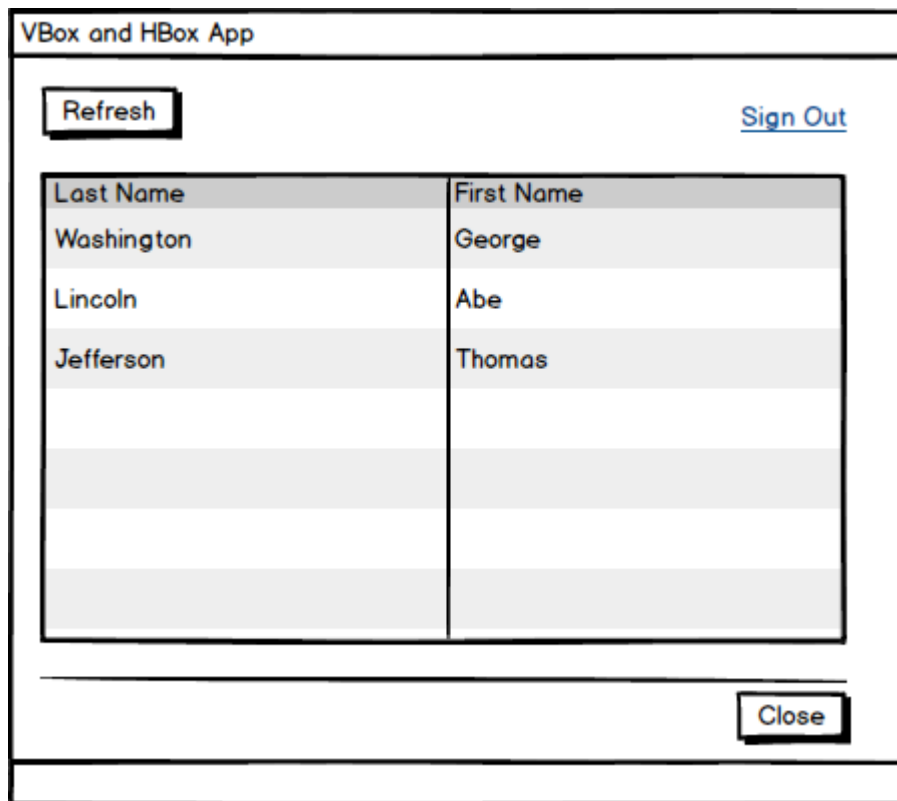 VBox and HBox App
Refresh
Sign Out
Last Name First Name
Washington George
Lincoln Abe
Jefferson Thomas
Close